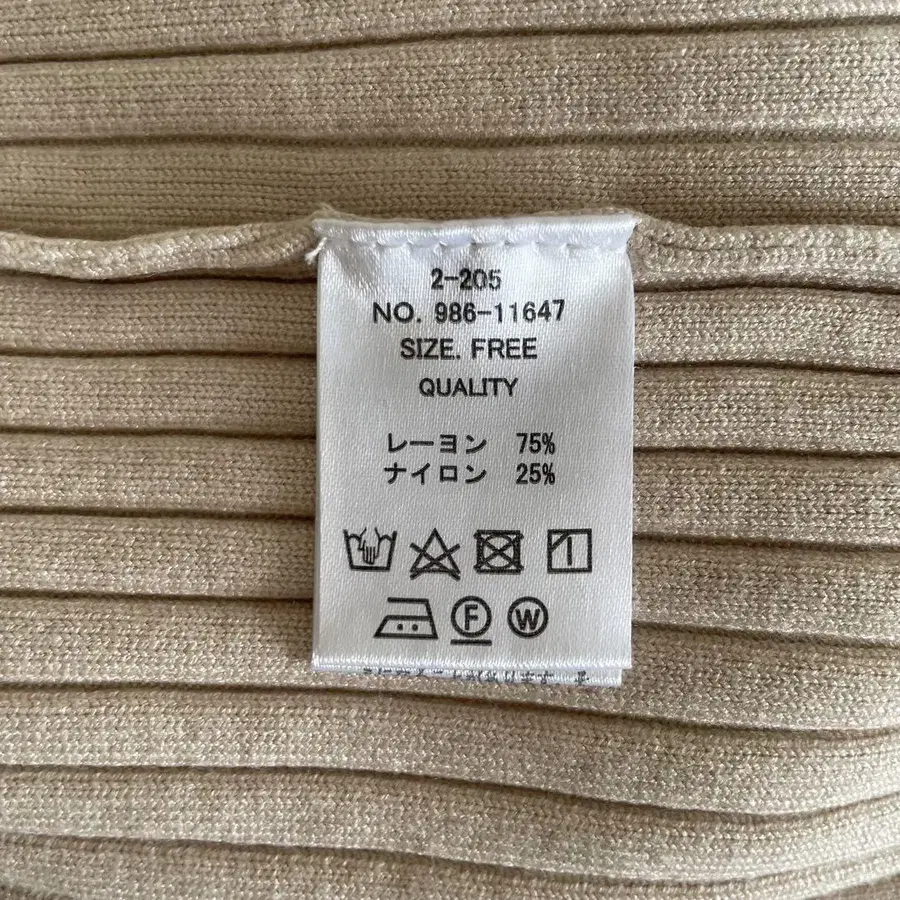 2-205
NO. 986-11647
SIZE. FREE
QUALITY
レーヨン 75%
ナイロン 25%
F W